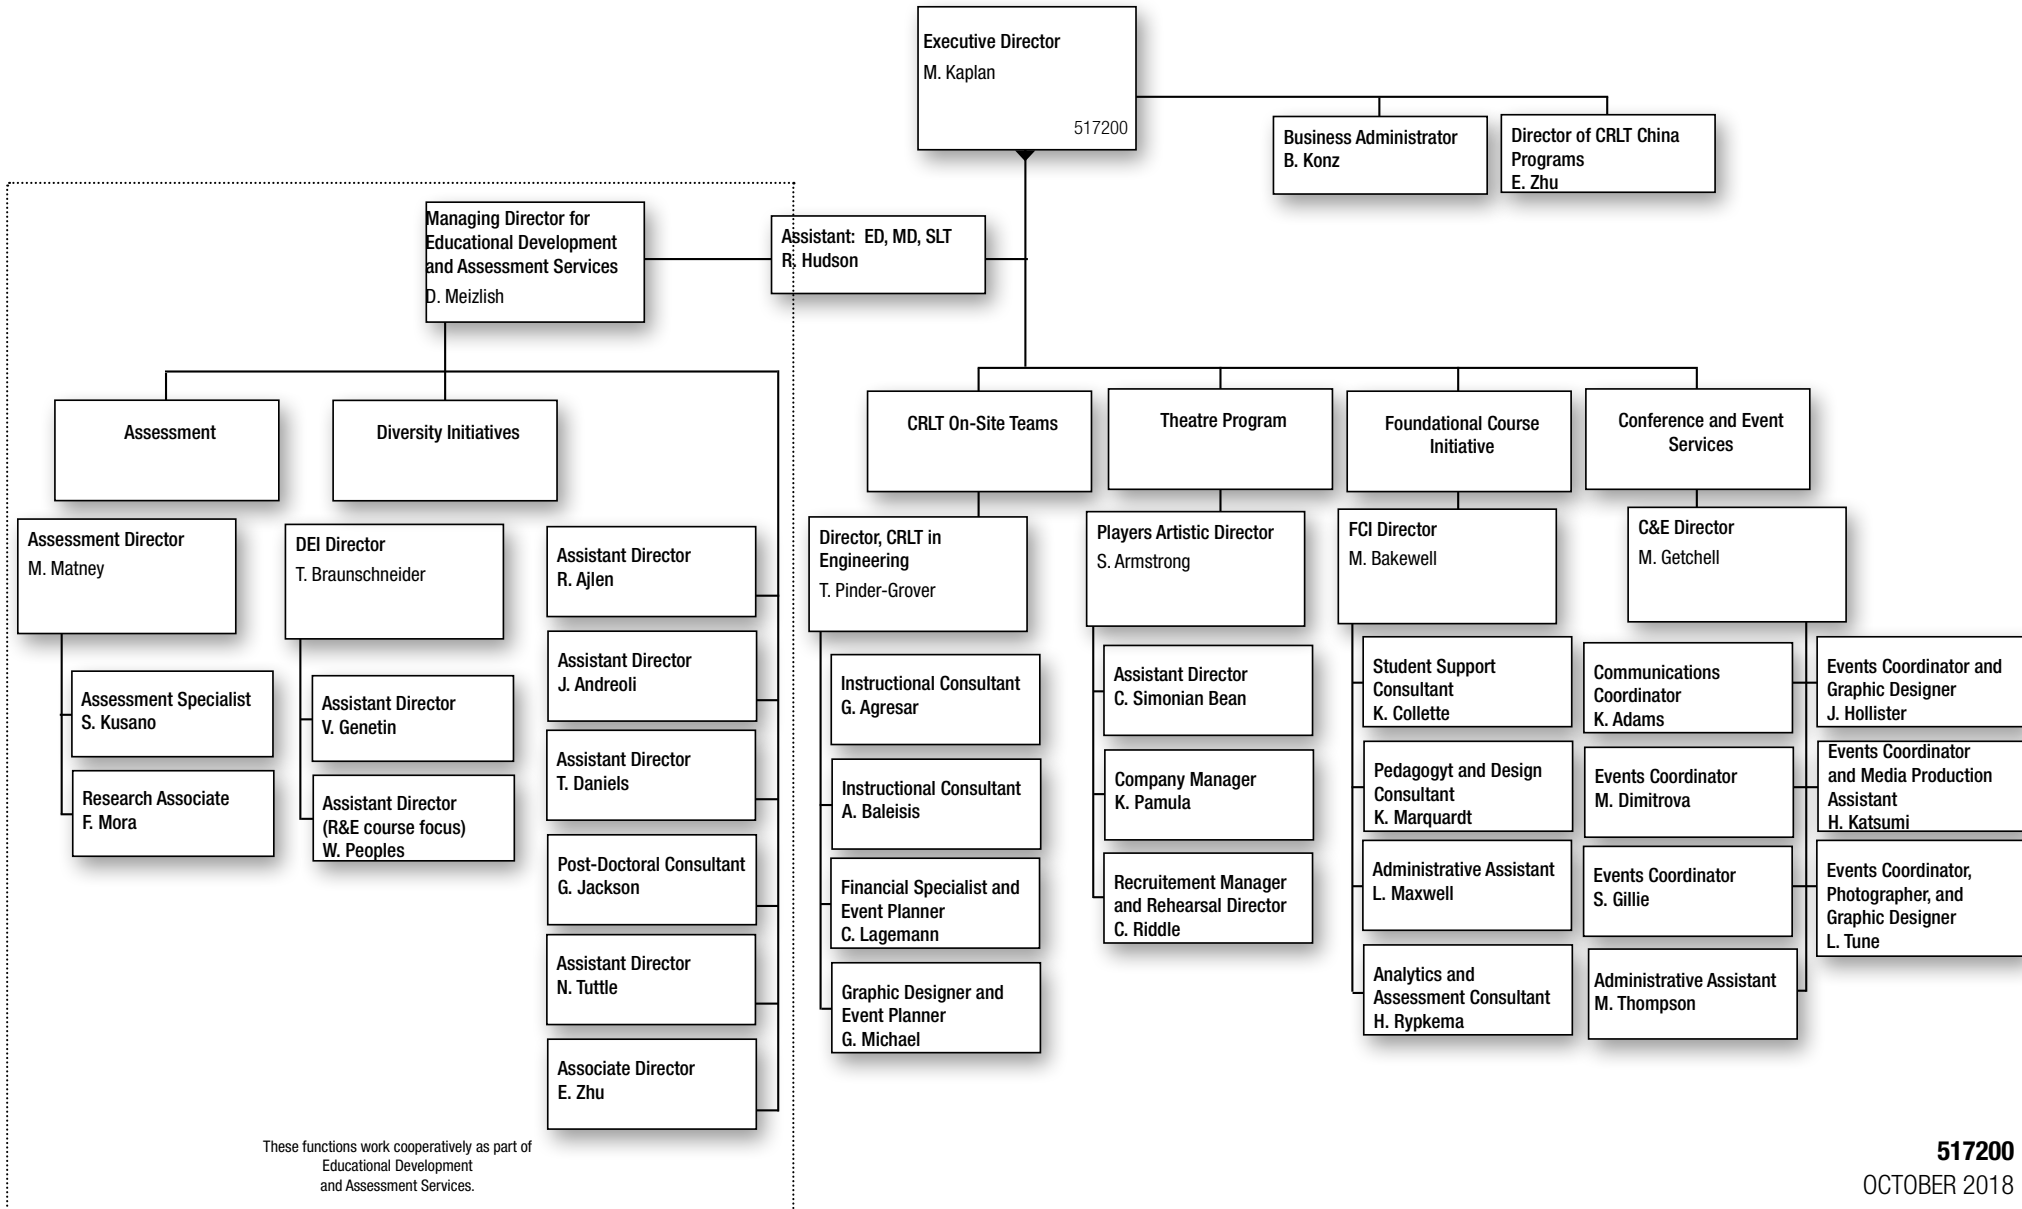 Executive Director
M. Kaplan
517200
Business Administrator
B. Konz
Director of CRLT China
Programs
E. Zhu
Managing Director for
Educational Development
and Assessment Services
D. Meizlish
Assistant:  ED, MD, SLT
R. Hudson
Assessment
Diversity Initiatives
CRLT On-Site Teams
Theatre Program
Foundational Course
Initiative
Conference and Event
Services
Assessment Director
M. Matney
Assessment Specialist
S. Kusano
Research Associate
F. Mora
DEI Director
T. Braunschneider
Assistant Director
V. Genetin
Assistant Director
(R&E course focus)
W. Peoples
Assistant Director
R. Ajlen
Assistant Director
J. Andreoli
Assistant Director
T. Daniels
Post-Doctoral Consultant
G. Jackson
Assistant Director
N. Tuttle
Associate Director
E. Zhu
Director, CRLT in
Engineering
T. Pinder-Grover
Instructional Consultant
G. Agresar
Instructional Consultant
A. Baleisis
Financial Specialist and
Event Planner
C. Lagemann
Graphic Designer and
Event Planner
G. Michael
Players Artistic Director
S. Armstrong
Assistant Director
C. Simonian Bean
Company Manager
K. Pamula
Recruitement Manager
and Rehearsal Director
C. Riddle
FCI Director
M. Bakewell
Student Support
Consultant
K. Collette
Pedagogyt and Design
Consultant
K. Marquardt
Administrative Assistant
L. Maxwell
Analytics and
Assessment Consultant
H. Rypkema
C&E Director
M. Getchell
Communications
Coordinator
K. Adams
Events Coordinator
M. Dimitrova
Events Coordinator
S. Gillie
Administrative Assistant
M. Thompson
Events Coordinator and
Graphic Designer
J. Hollister
Events Coordinator
and Media Production
Assistant
H. Katsumi
Events Coordinator,
Photographer, and
Graphic Designer
L. Tune
These functions work cooperatively as part of
Educational Development
and Assessment Services.
517200
OCTOBER 2018